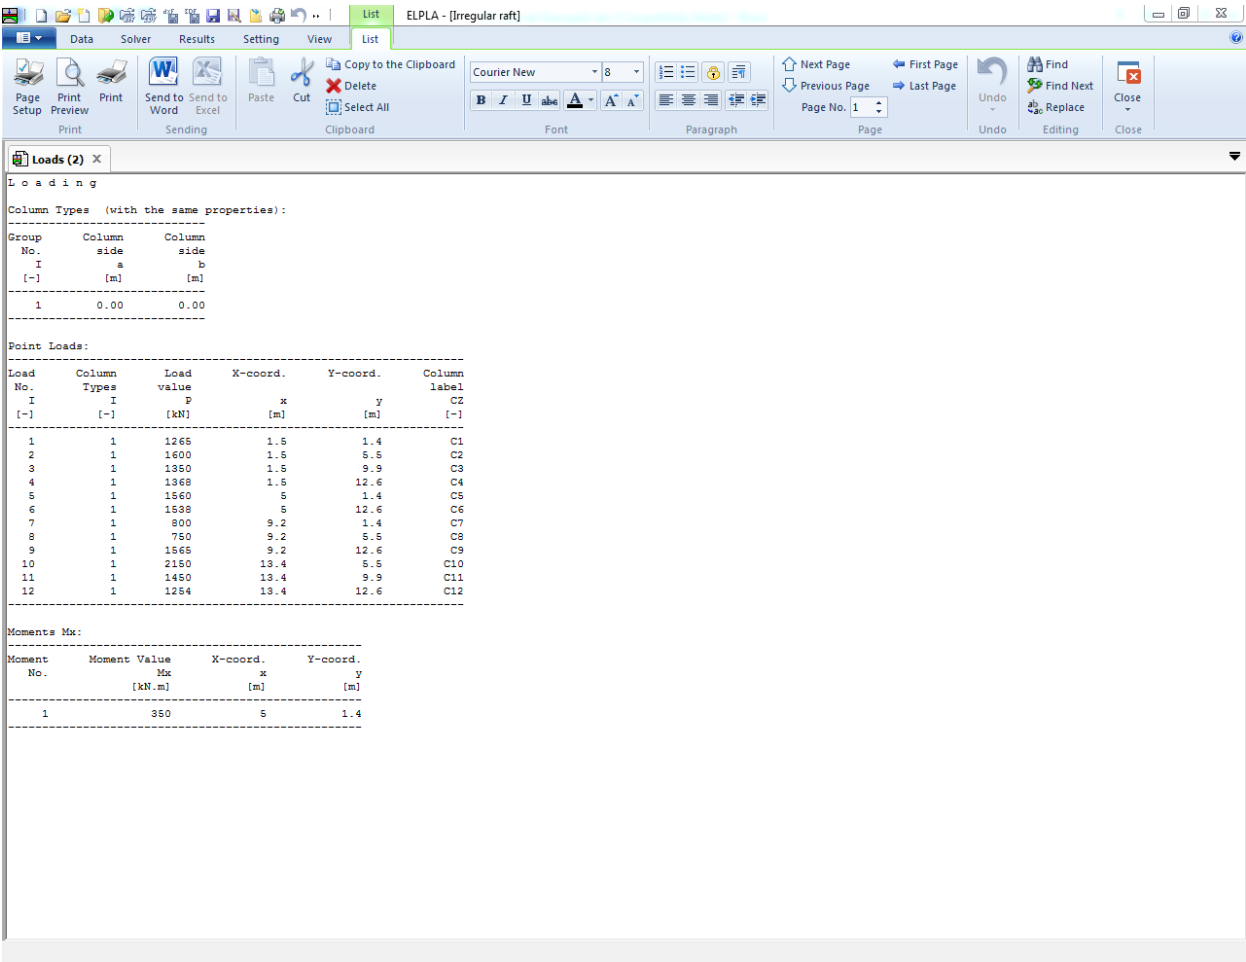 List
ELPLA - [Irregular raft]
Data Solver Results Setting View List
Page Setup
Print Preview
Print
Print
Send to Word
Send to Excel
Sending
Paste
Cut
Copy to the Clipboard
Delete
Select All
Clipboard
Courier New 8
B I U abc A A A
Font
Paragraph
Next Page
Previous Page
Page No. 1
First Page
Last Page
Page
Undo
Undo
Find
Find Next
Replace
Editing
Close
Close
Loads (2) X
L o a d i n g
Column Types (with the same properties):
-----------------------------
Group Column Column
No. side side
I a b
[-] [m] [m]
-----------------------------
1 0.00 0.00
-----------------------------
Point Loads:
-------------------------------------------------------------------
Load Column Load X-coord. Y-coord. Column
No. Types value label
I I P x y CZ
[-] [-] [kN] [m] [m] [-]
-------------------------------------------------------------------
1 1 1265 1.5 1.4 C1
2 1 1600 1.5 5.5 C2
3 1 1350 1.5 9.9 C3
4 1 1368 1.5 12.6 C4
5 1 1560 5 1.4 C5
6 1 1538 5 12.6 C6
7 1 800 9.2 1.4 C7
8 1 750 9.2 5.5 C8
9 1 1565 9.2 12.6 C9
10 1 2150 13.4 5.5 C10
11 1 1450 13.4 9.9 C11
12 1 1254 13.4 12.6 C12
-------------------------------------------------------------------
Moments Mx:
----------------------------------------------------
Moment Moment Value X-coord. Y-coord.
No. Mx x y
[kN.m] [m] [m]
----------------------------------------------------
1 350 5 1.4
----------------------------------------------------